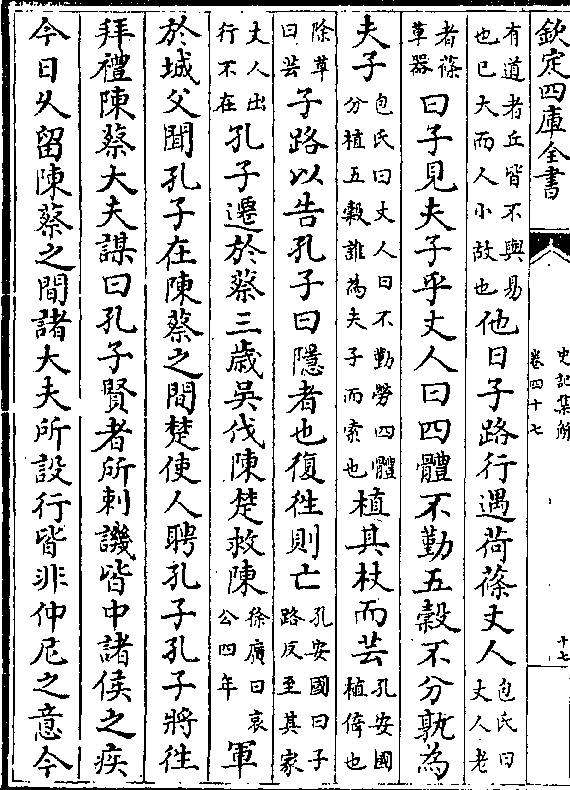 欽定四庫全書
史記集解
卷四十七
十七
有道者丘皆不與易也已大而人小故也他日子路行遇荷蓧丈人包氏曰丈人老
者蓧草器曰子見夫子乎丈人曰四體不勤五穀不分孰為
夫子包氏曰丈人曰不勤勞四體分植五穀誰為夫子而索也植其杖而芸孔安國植倚也
除草曰芸子路以告孔子曰隱者也復往則亡孔安國曰子路反至其家
丈人出行不在孔子遷於蔡三歲吳伐陳楚救陳徐廣曰哀公四年軍
於城父聞孔子在陳蔡之間楚使人聘孔子孔子將往
拜禮陳蔡大夫謀曰孔子賢者所刺譏皆中諸侯之疾
今日久留陳蔡之間諸大夫所設行皆非仲尼之意今